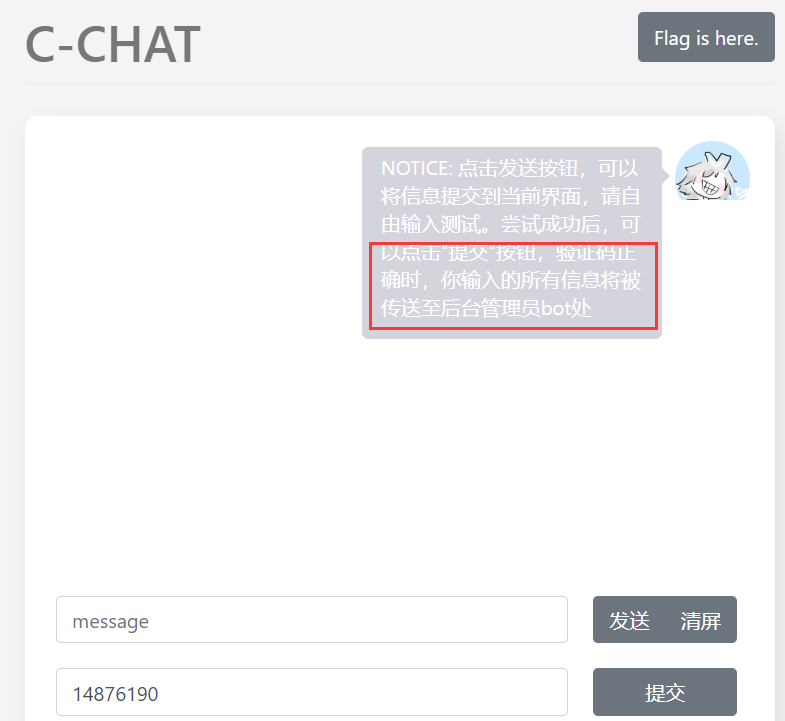 C-CHAT
Flag is here.
NOTICE: 点击发送按钮，可以
将信息提交到当前界面，请自
由输入测试。尝试成功后，可
以点击"提交"按钮，验证码正
确时，你输入的所有信息将被
传送至后台管理员bot处
message
发送 清屏
14876190
提交